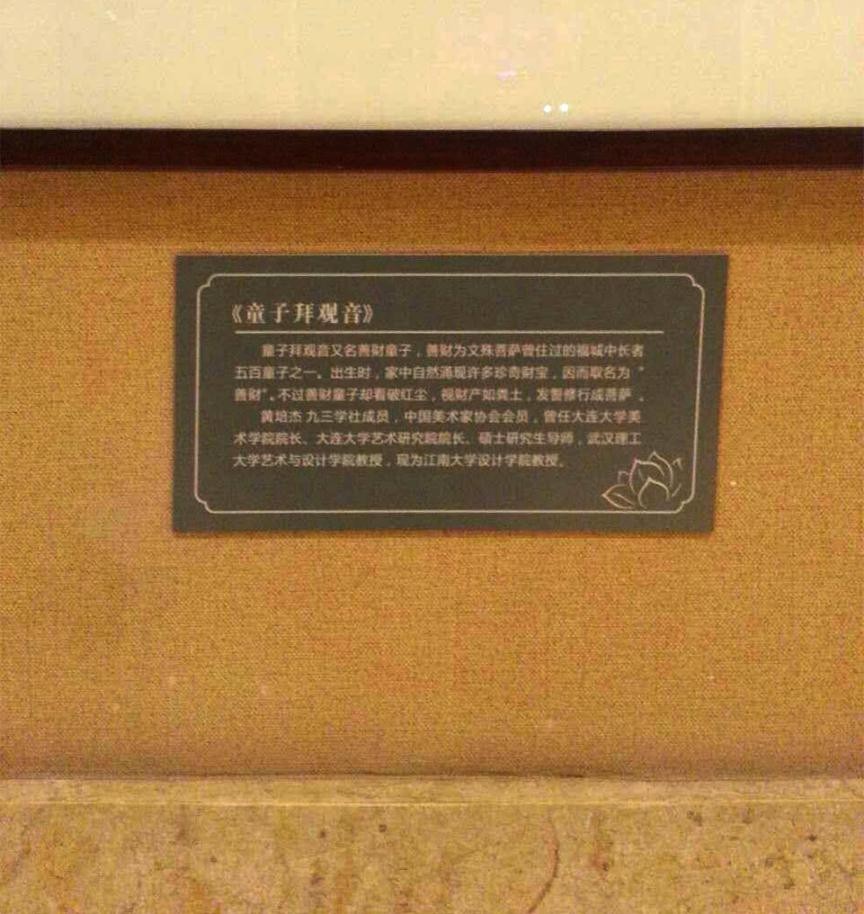 《童子拜观音》
童子拜观音又名善财童子，善财为文殊菩萨曾住过的福城中长者
五百童子之一。出生时，家中自然涌现许多珍奇财宝，因而取名为“
善财”。不过善财童子却看破红尘，视财产如粪土，发誓修行成菩萨。
黄培杰 九三学社成员，中国美术家协会会员，曾任大连大学美
术学院院长、大连大学艺术研究院院长、硕士研究生导师，武汉理工
大学艺术与设计学院教授，现为江南大学设计学院教授。